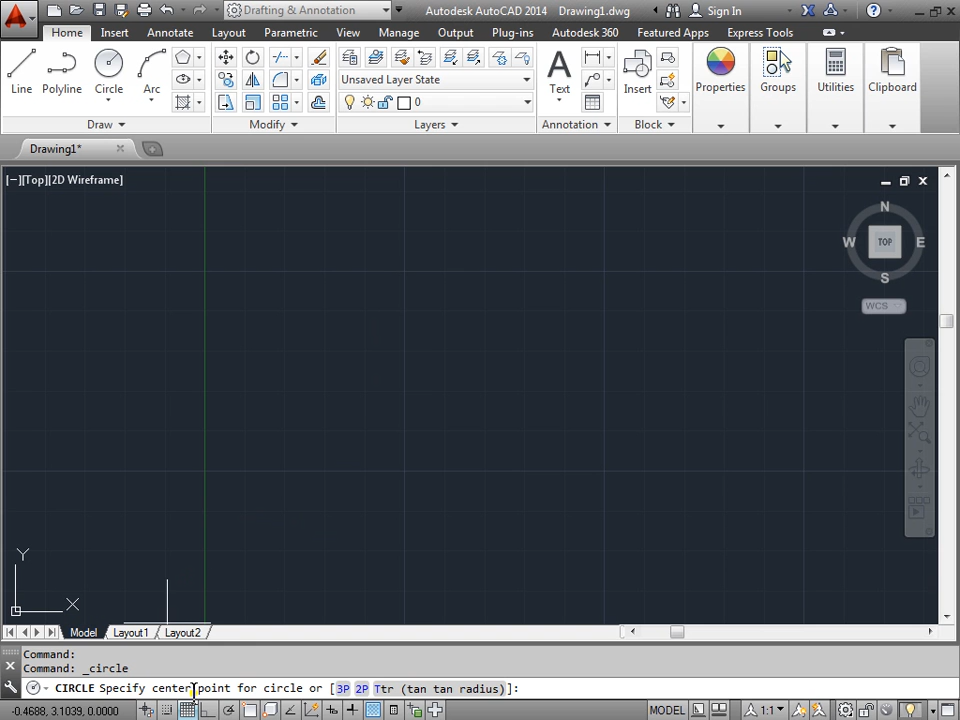 Drafting & Annotation
Autodesk AutoCAD 2014 Drawing1.dwg
Sign In
Home Insert Annotate Layout Parametric View Manage Output Plug-ins Autodesk 360 Featured Apps Express Tools
Unsaved Layer State
0
Line Polyline Circle Arc Text Insert Properties Groups Utilities Clipboard
Draw Modify Layers Annotation Block
Drawing1*
[−][Top][2D Wireframe]
N
W TOP E
S
WCS
Y
X
Model Layout1 Layout2
Command:
Command: _circle
CIRCLE Specify center point for circle or [3P 2P Ttr (tan tan radius)]:
-0.4688, 3.1039, 0.0000
MODEL
1:1